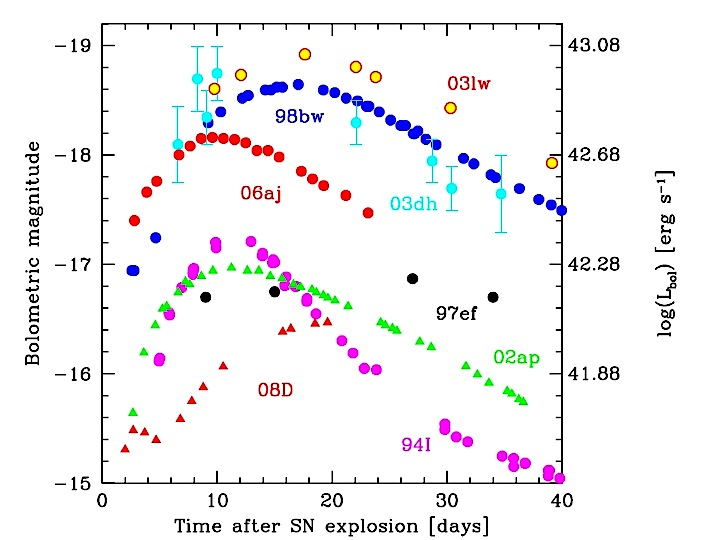 -19
43.08
03lw
98bw
-18
42.68
06aj
03dh
-17
42.28
97ef
02ap
-16
41.88
08D
94I
-15
0
10
20
30
40
Time after SN explosion [days]
Bolometric magnitude
log(L_bol) [erg s⁻¹]